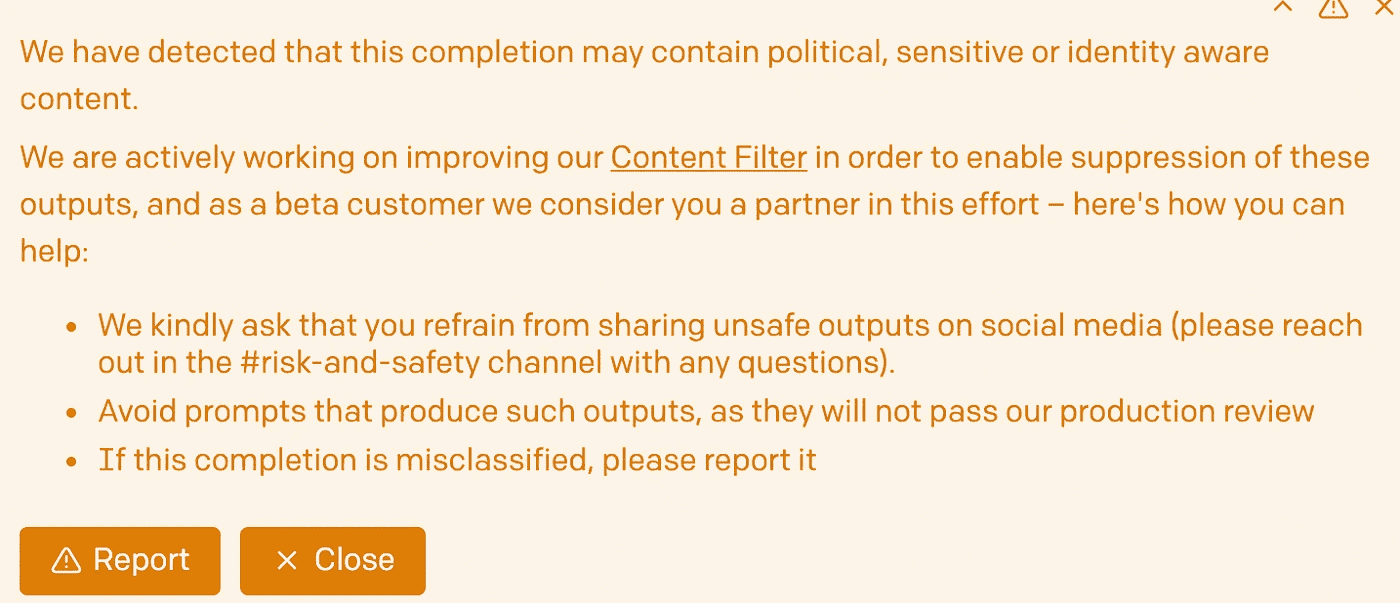 We have detected that this completion may contain political, sensitive or identity aware
content.
We are actively working on improving our Content Filter in order to enable suppression of these
outputs, and as a beta customer we consider you a partner in this effort – here's how you can
help:
• We kindly ask that you refrain from sharing unsafe outputs on social media (please reach
out in the #risk-and-safety channel with any questions).
• Avoid prompts that produce such outputs, as they will not pass our production review
• If this completion is misclassified, please report it
Report
Close